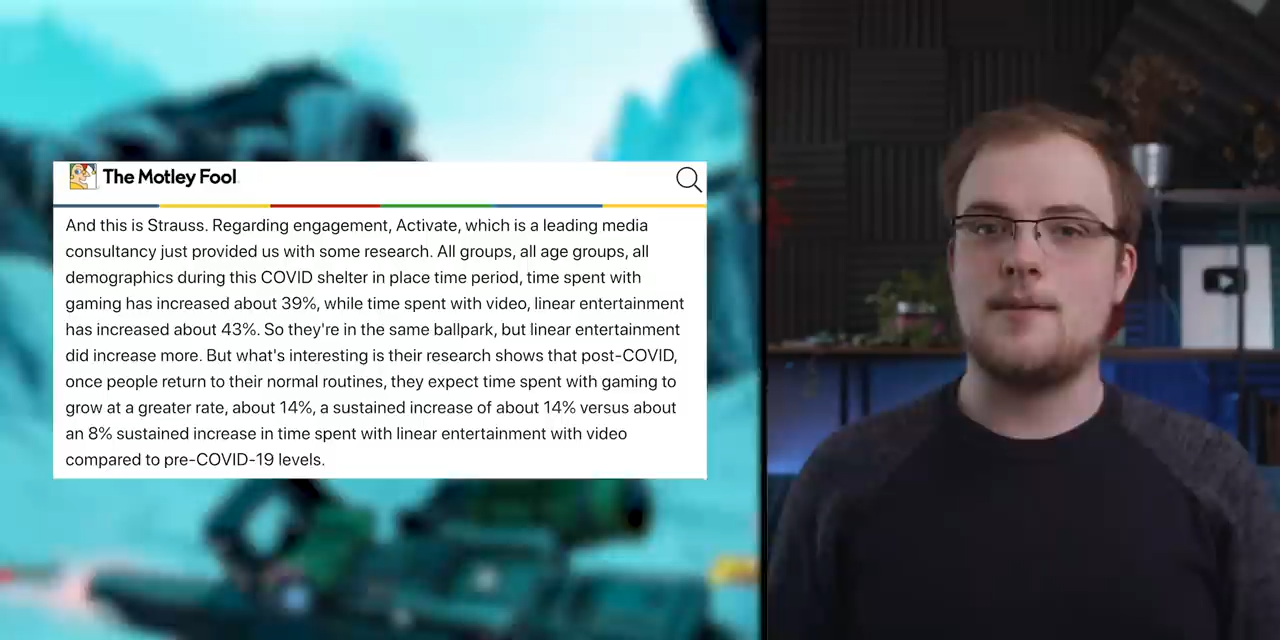 The Motley Fool
And this is Strauss. Regarding engagement, Activate, which is a leading media
consultancy just provided us with some research. All groups, all age groups, all
demographics during this COVID shelter in place time period, time spent with
gaming has increased about 39%, while time spent with video, linear entertainment
has increased about 43%. So they're in the same ballpark, but linear entertainment
did increase more. But what's interesting is their research shows that post-COVID,
once people return to their normal routines, they expect time spent with gaming to
grow at a greater rate, about 14%, a sustained increase of about 14% versus about
an 8% sustained increase in time spent with linear entertainment with video
compared to pre-COVID-19 levels.